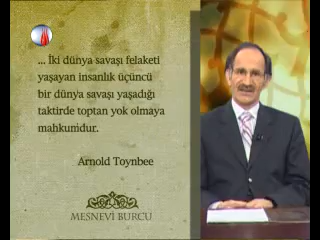 ... İki dünya savaşı felaketi
yaşayan insanlık üçüncü
bir dünya savaşı yaşadığı
taktirde toptan yok olmaya
mahkumdur.
Arnold Toynbee
MESNEVİ BURCU